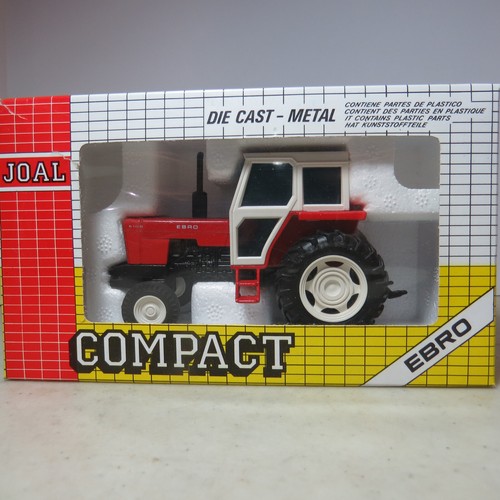 DIE CAST - METAL
CONTIENE PARTES DE PLASTICO
CONTIENT DES PARTIES EN PLASTIQUE
IT CONTAINS PLASTIC PARTS
HAT KUNSTSTOFFTEILE
JOAL
EBRO
COMPACT
EBRO